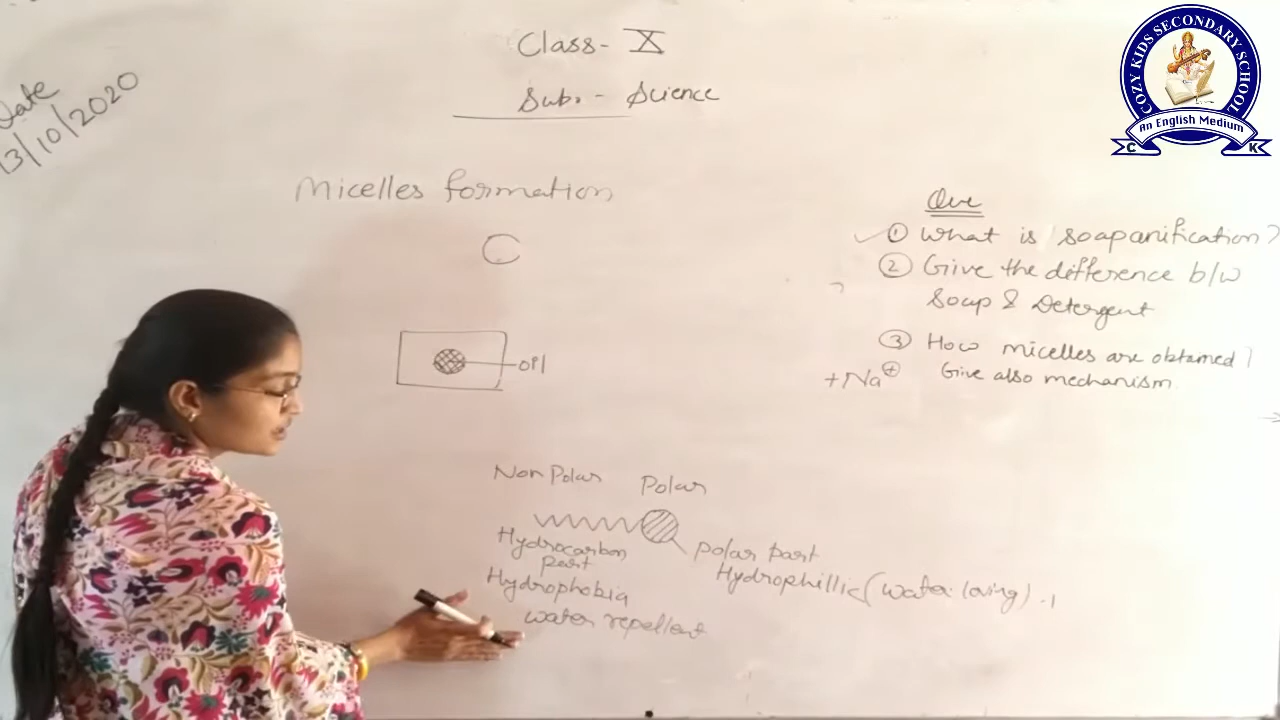 Class- X
Sub. - Science
Date
13/10/2020
Micelles formation
C
oil
Non Polar Polar
Hydrocarbon
part
Hydrophobia
water repellent
polar part
Hydrophillic (water loving)
Que
① What is soapanification?
② Give the difference b/w
Soap & Detergent
③ How micelles are obtained?
Give also mechanism.
+Na⊕
COZY KIDS SECONDARY SCHOOL
An English Medium
C K